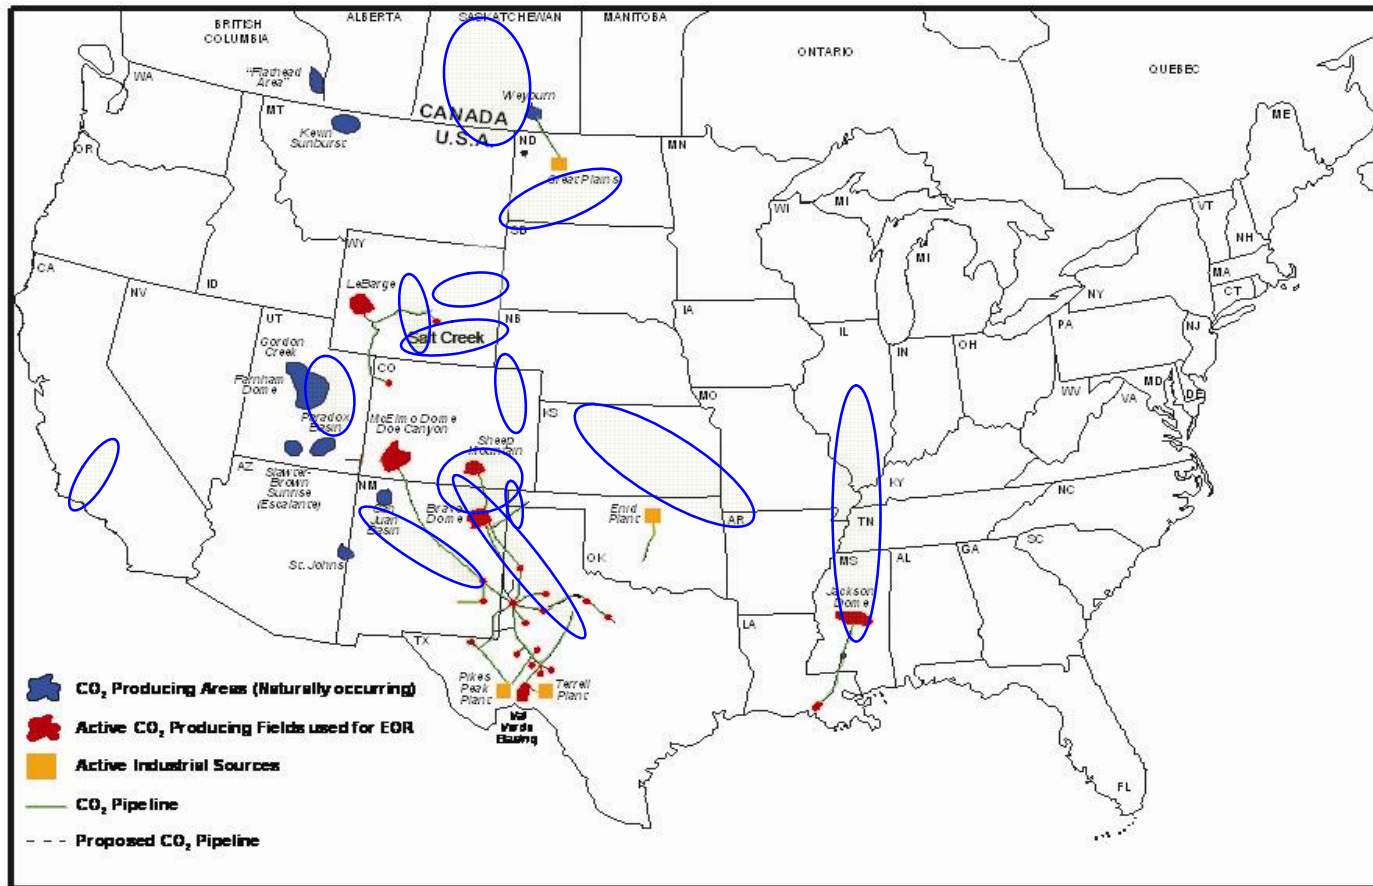 BRITISH
COLUMBIA
ALBERTA
SASKATCHEWAN
MANITOBA
ONTARIO
QUEBEC
"Flathead
Area"
WA
MT
Kevin
Sunburst
Weyburn
CANADA
U.S.A.
ND
MN
Great Plains
ME
OR
WI
MI
VT
NH
SD
WY
MI
MA
CT
NY
CA
NV
ID
UT
LeBarge
Salt Creek
NB
IA
IL
IN
OH
PA
NJ
Gordon
Creek
Farnham
Dome
Paradox
Basin
CO
McElmo Dome
Doe Canyon
Sheep
Mountain
KS
MO
WV
VA
MD
DE
KY
NC
AZ
Slawter-
Brown
Sunrise
(Escalante)
NM
San
Juan
Basin
Bravo
Dome
Enid
Plant
OK
AR
TN
SC
St. Johns
MS
AL
GA
Jackson
Dome
TX
LA
Pikes
Peak
Plant
Terrell
Plant
Val
Verde
FL
CO₂ Producing Areas (Naturally occurring)
Active CO₂ Producing Fields used for EOR
Active Industrial Sources
CO₂ Pipeline
Proposed CO₂ Pipeline